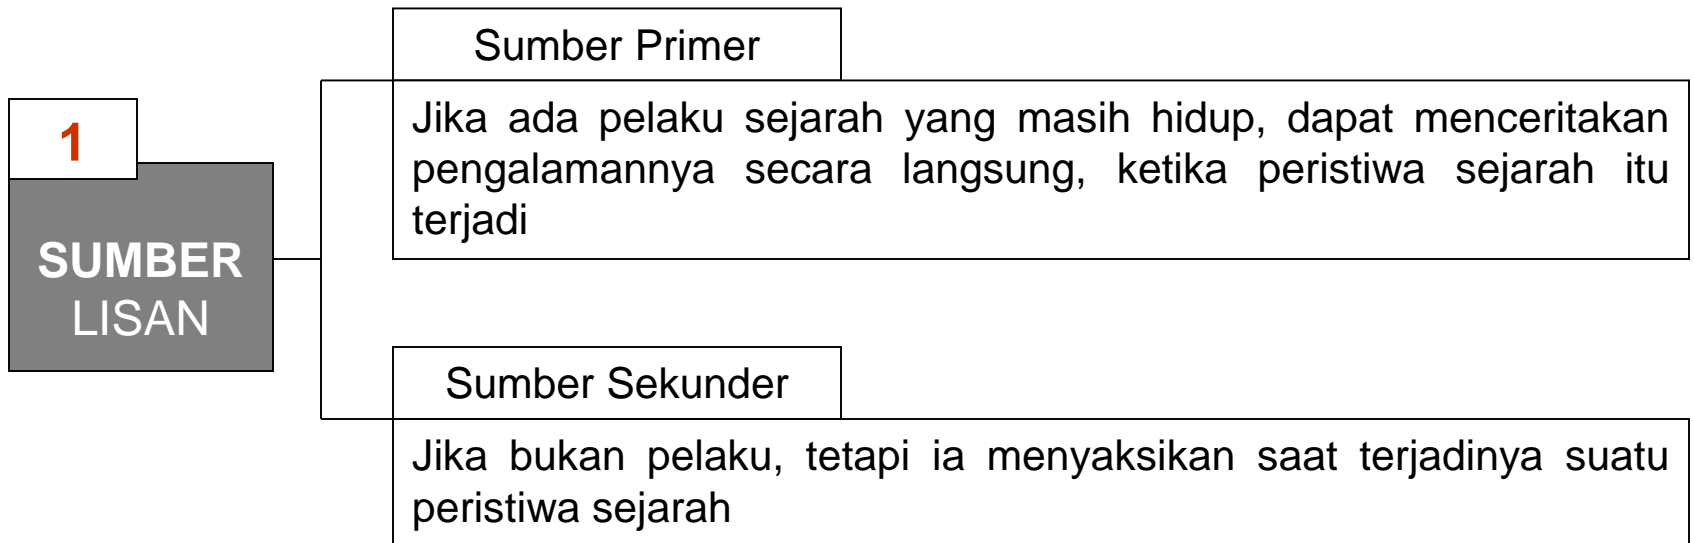 1
SUMBER
LISAN
Sumber Primer
Jika ada pelaku sejarah yang masih hidup, dapat menceritakan
pengalamannya secara langsung, ketika peristiwa sejarah itu
terjadi
Sumber Sekunder
Jika bukan pelaku, tetapi ia menyaksikan saat terjadinya suatu
peristiwa sejarah